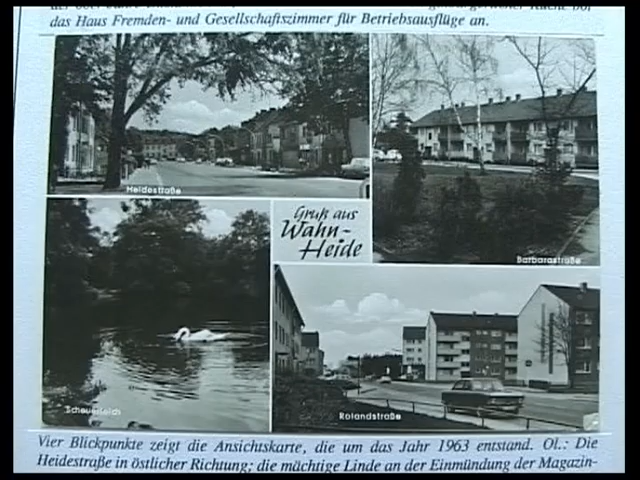 das Haus Fremden- und Gesellschaftszimmer für Betriebsausflüge an.
Heidestraße
Barbarastraße
Gruß aus
Wahn-
Heide
Scheuerteich
Rolandstraße
Vier Blickpunkte zeigt die Ansichtskarte, die um das Jahr 1963 entstand. Ol.: Die
Heidestraße in östlicher Richtung; die mächtige Linde an der Einmündung der Magazin-